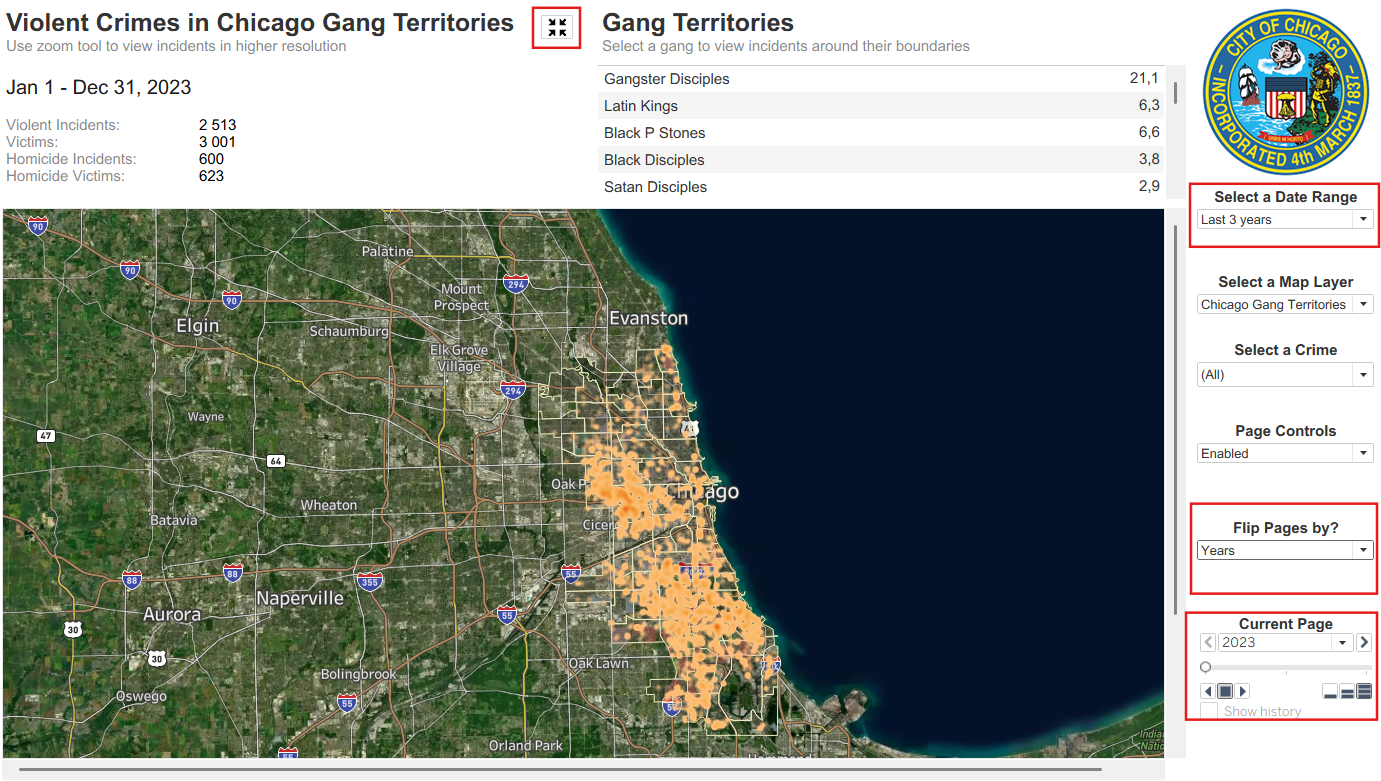 Violent Crimes in Chicago Gang Territories
Use zoom tool to view incidents in higher resolution
Jan 1 - Dec 31, 2023
Violent Incidents: 2 513
Victims: 3 001
Homicide Incidents: 600
Homicide Victims: 623
Gang Territories
Select a gang to view incidents around their boundaries
Gangster Disciples 21,1
Latin Kings 6,3
Black P Stones 6,6
Black Disciples 3,8
Satan Disciples 2,9
CITY OF CHICAGO
INCORPORATED 4th MARCH 1837
URBS IN HORTO
Select a Date Range
Last 3 years
Select a Map Layer
Chicago Gang Territories
Select a Crime
(All)
Page Controls
Enabled
Flip Pages by?
Years
Current Page
2023
Show history
90
Palatine
90
294
Mount
Prospect
90
Evanston
Elgin
Schaumburg
Elk Grove
Village
294
Wayne
47
64
Oak P
Chicago
Wheaton
Batavia
Cicer
88
88
355
55
Naperville
Aurora
55
30
30
Oak Lawn
Bolingbrook
Oswego
55
Orland Park
55
India
Natio
Hammond